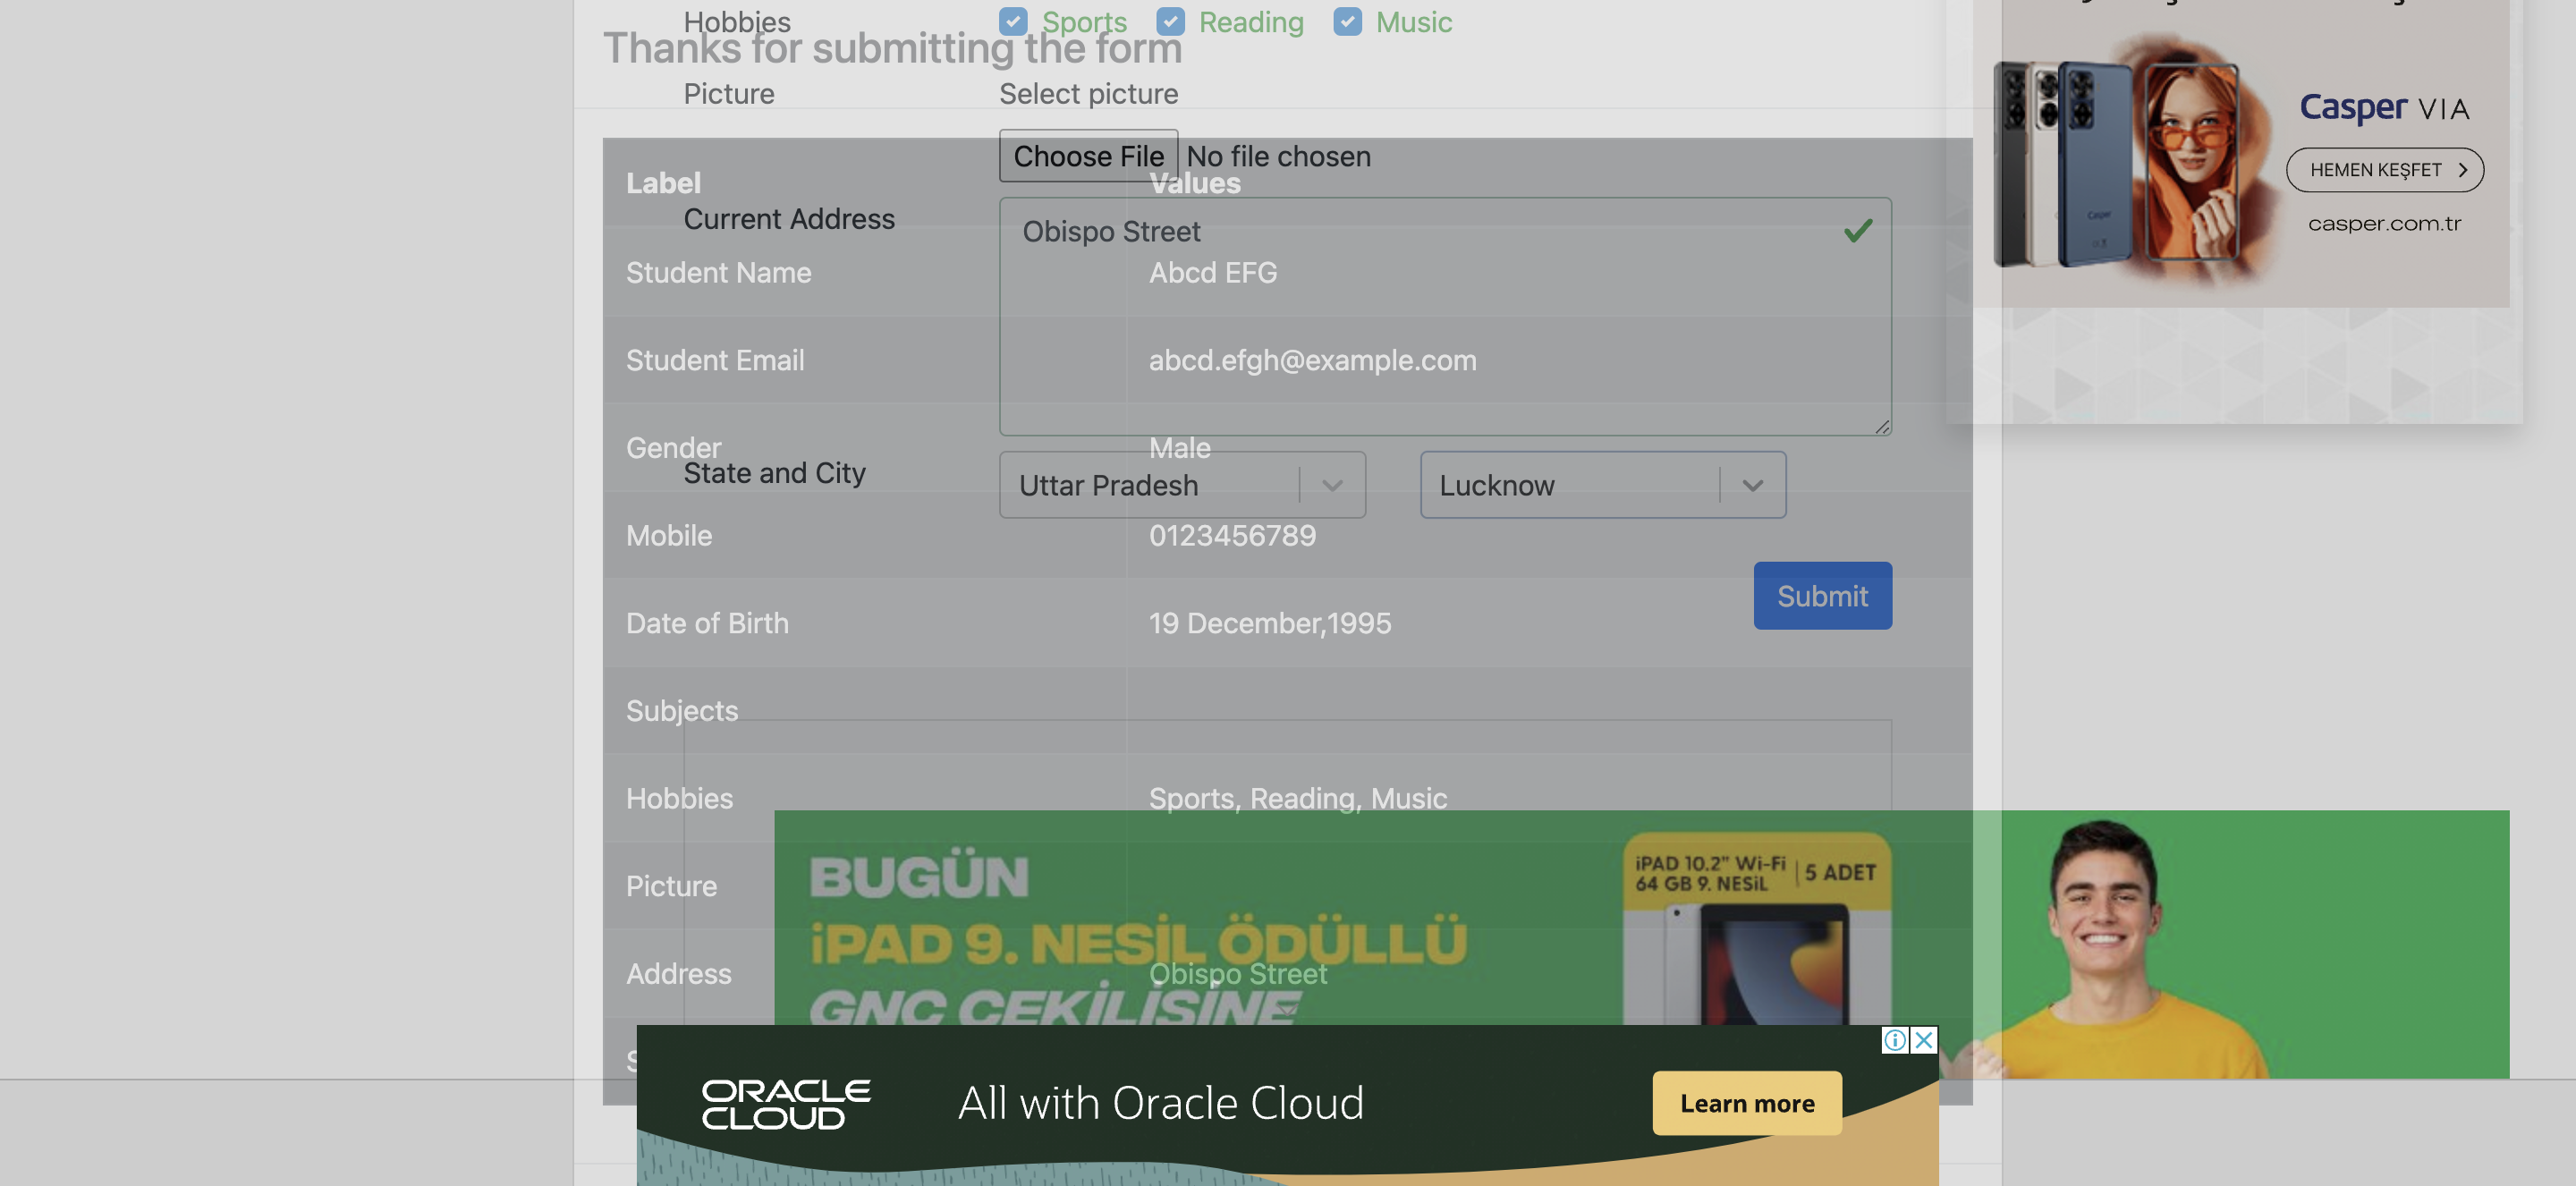 Hobbies
Sports Reading Music
Thanks for submitting the form
Picture
Select picture
Choose File No file chosen
Label Values
Current Address
Obispo Street
Student Name Abcd EFG
Student Email abcd.efgh@example.com
Gender Male
State and City
Uttar Pradesh Lucknow
Mobile 0123456789
Submit
Date of Birth 19 December,1995
Subjects
Hobbies Sports, Reading, Music
Picture
Address Obispo Street
S
Casper VIA
HEMEN KEŞFET >
casper.com.tr
Casper
BUGÜN
iPAD 9. NESİL ÖDÜLLÜ
GNC ÇEKİLİŞİNE
iPAD 10.2" Wi-Fi
64 GB 9. NESİL
5 ADET
ORACLE
CLOUD
All with Oracle Cloud
Learn more